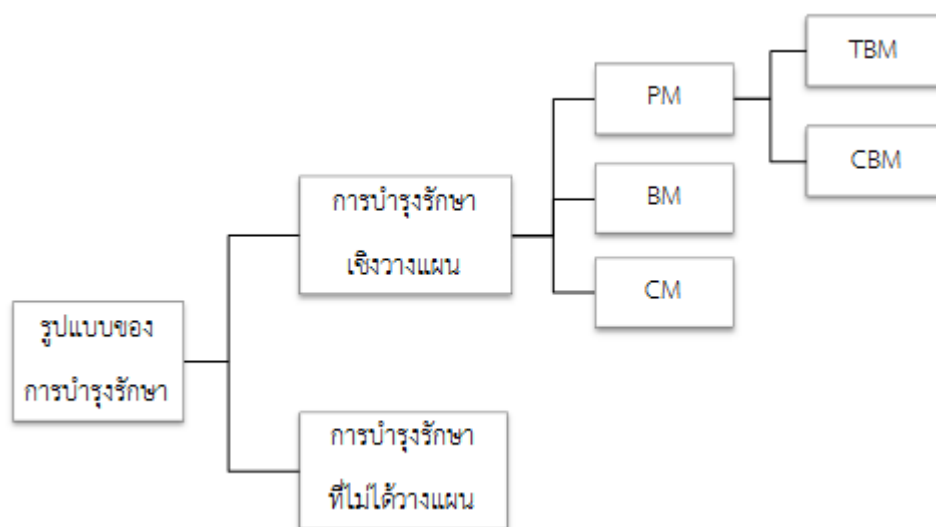 รูปแบบของ
การบำรุงรักษา
การบำรุงรักษา
เชิงวางแผน
PM
TBM
CBM
BM
CM
การบำรุงรักษา
ที่ไม่ได้วางแผน